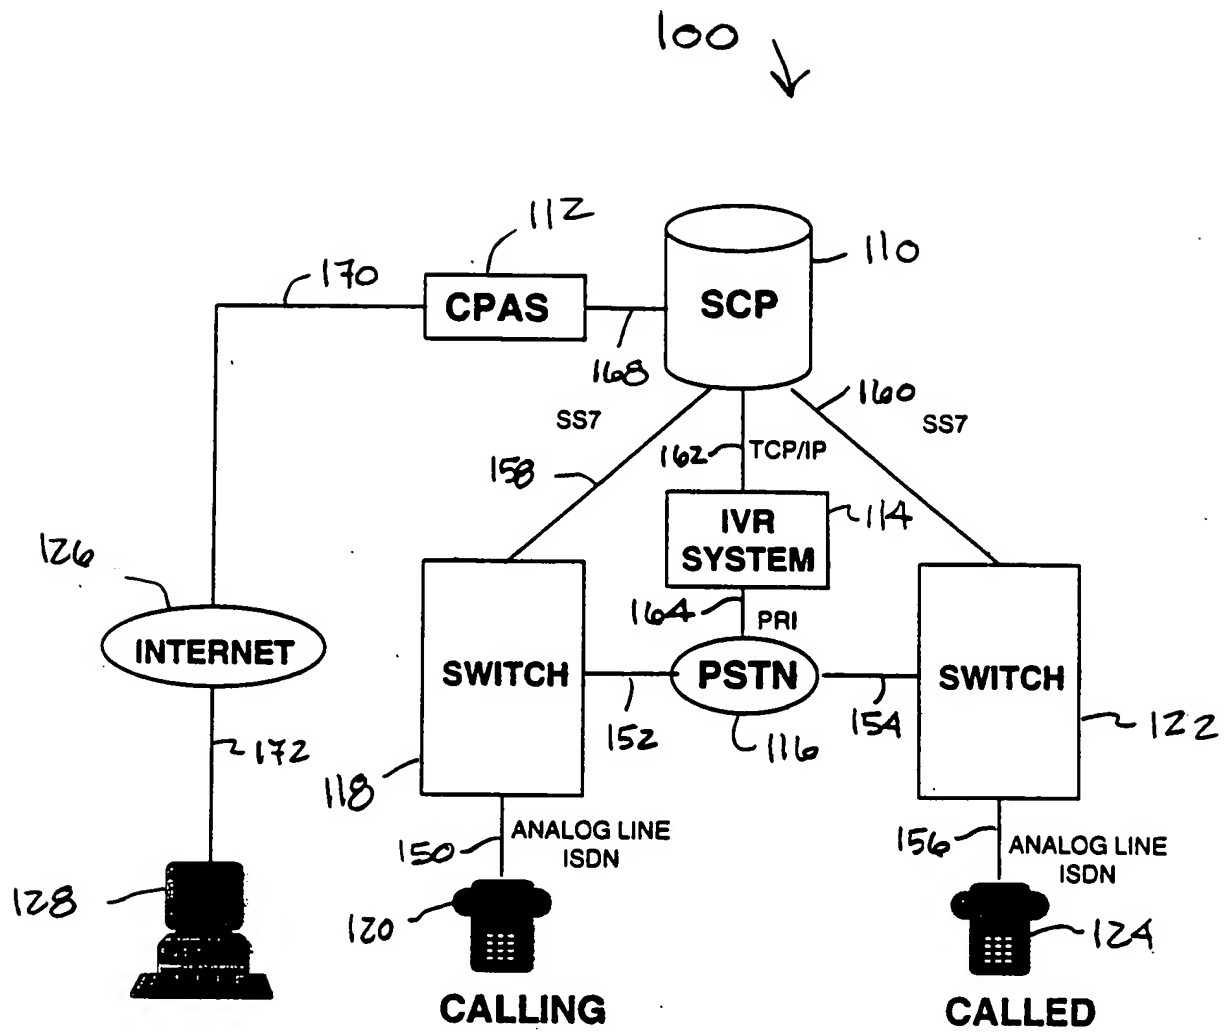 100
112
170
110
CPAS
SCP
168
160
SS7
SS7
162
TCP/IP
158
IVR
SYSTEM
114
126
164
PRI
INTERNET
SWITCH
PSTN
SWITCH
152
154
116
122
172
118
ANALOG LINE
ISDN
150
156
ANALOG LINE
ISDN
128
120
124
CALLING
CALLED